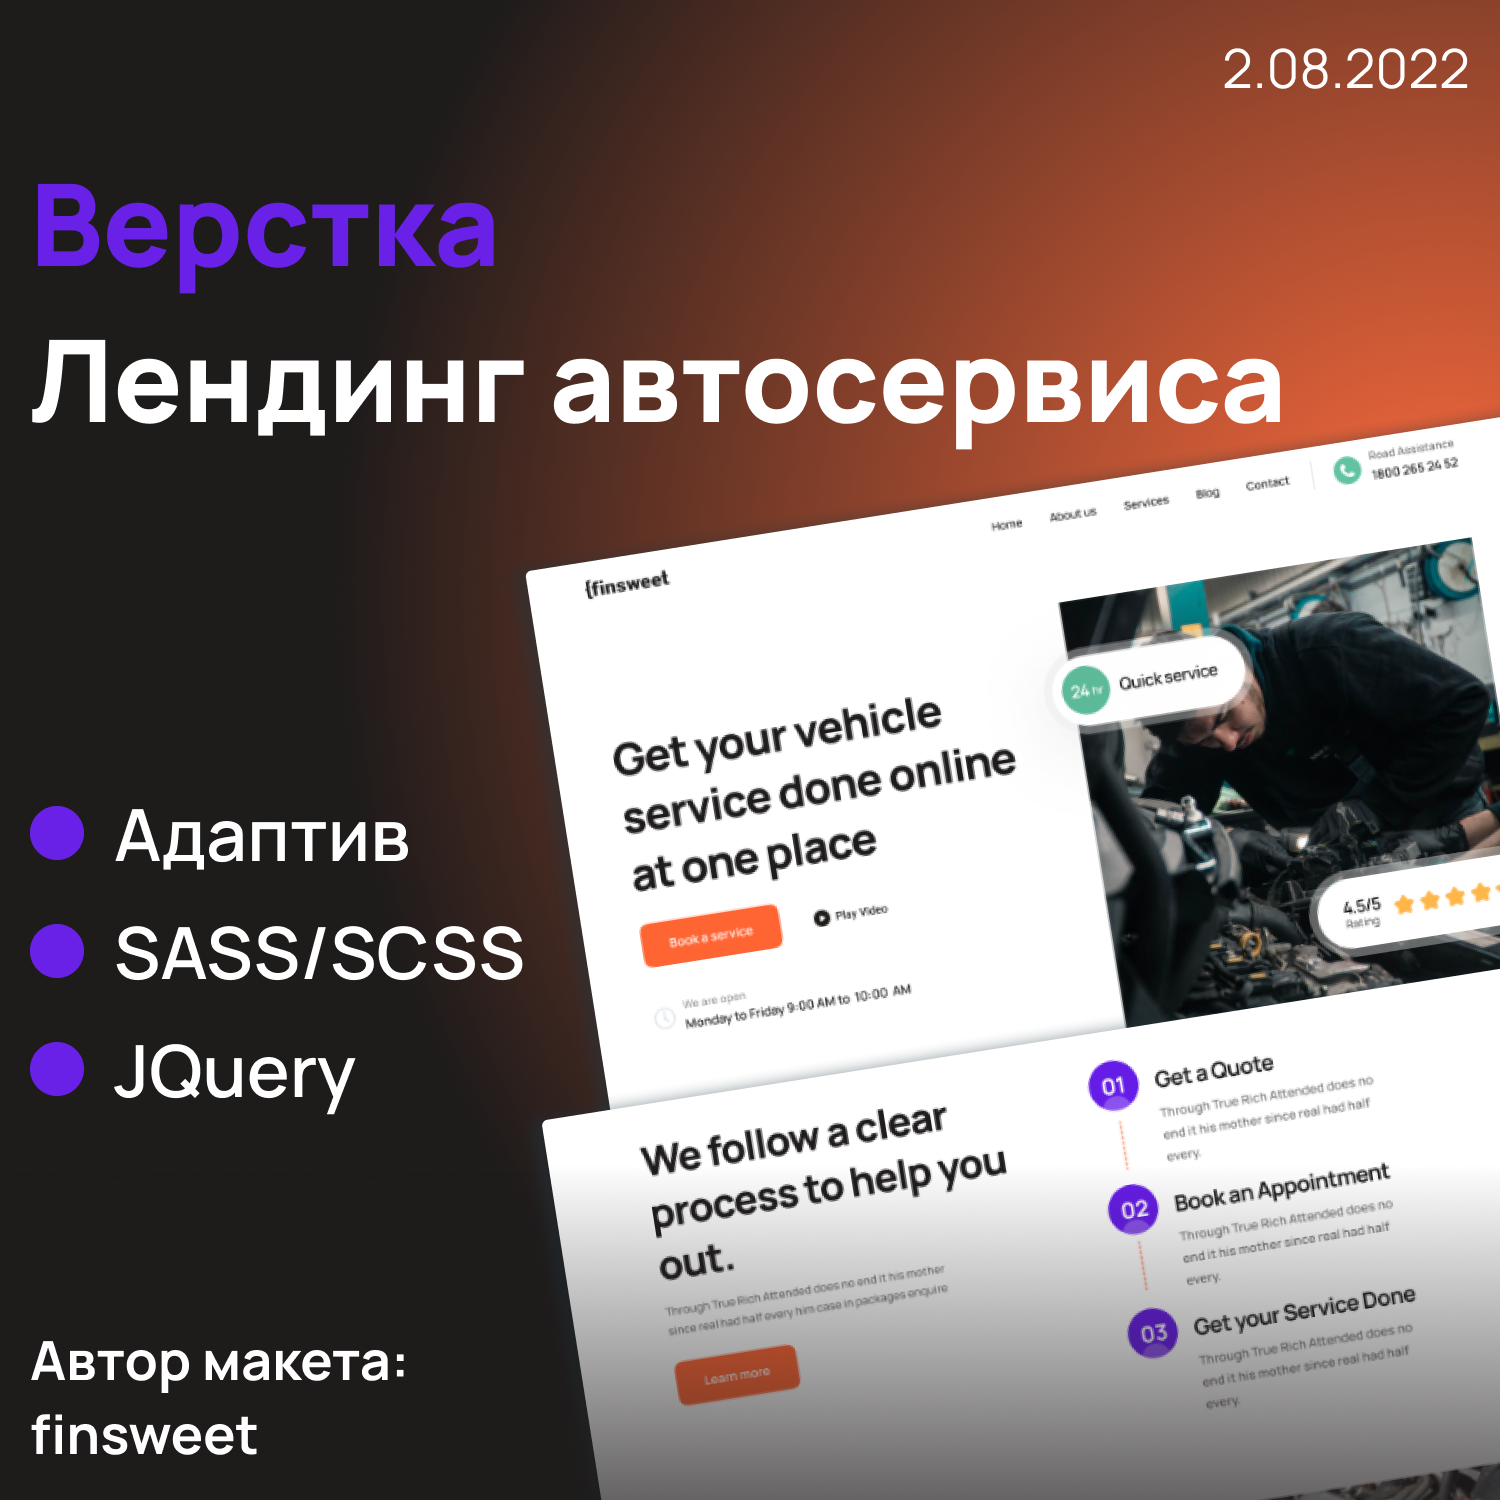 2.08.2022
Верстка
Лендинг автосервиса
Адаптив
SASS/SCSS
JQuery
Автор макета:
finsweet
{finsweet
Home
About us
Services
Blog
Contact
Road Assistance
1800 265 24 52
Get your vehicle
service done online
at one place
Book a service
Play Video
We are open
Monday to Friday 9:00 AM to 10:00 AM
24 hr
Quick service
4.5/5
Rating
We follow a clear
process to help you
out.
Through True Rich Attended does no end it his mother
since real had half every him case in packages enquire
Learn more
01
Get a Quote
Through True Rich Attended does no
end it his mother since real had half
every.
02
Book an Appointment
Through True Rich Attended does no
end it his mother since real had half
every.
03
Get your Service Done
Through True Rich Attended does no
end it his mother since real had half
every.